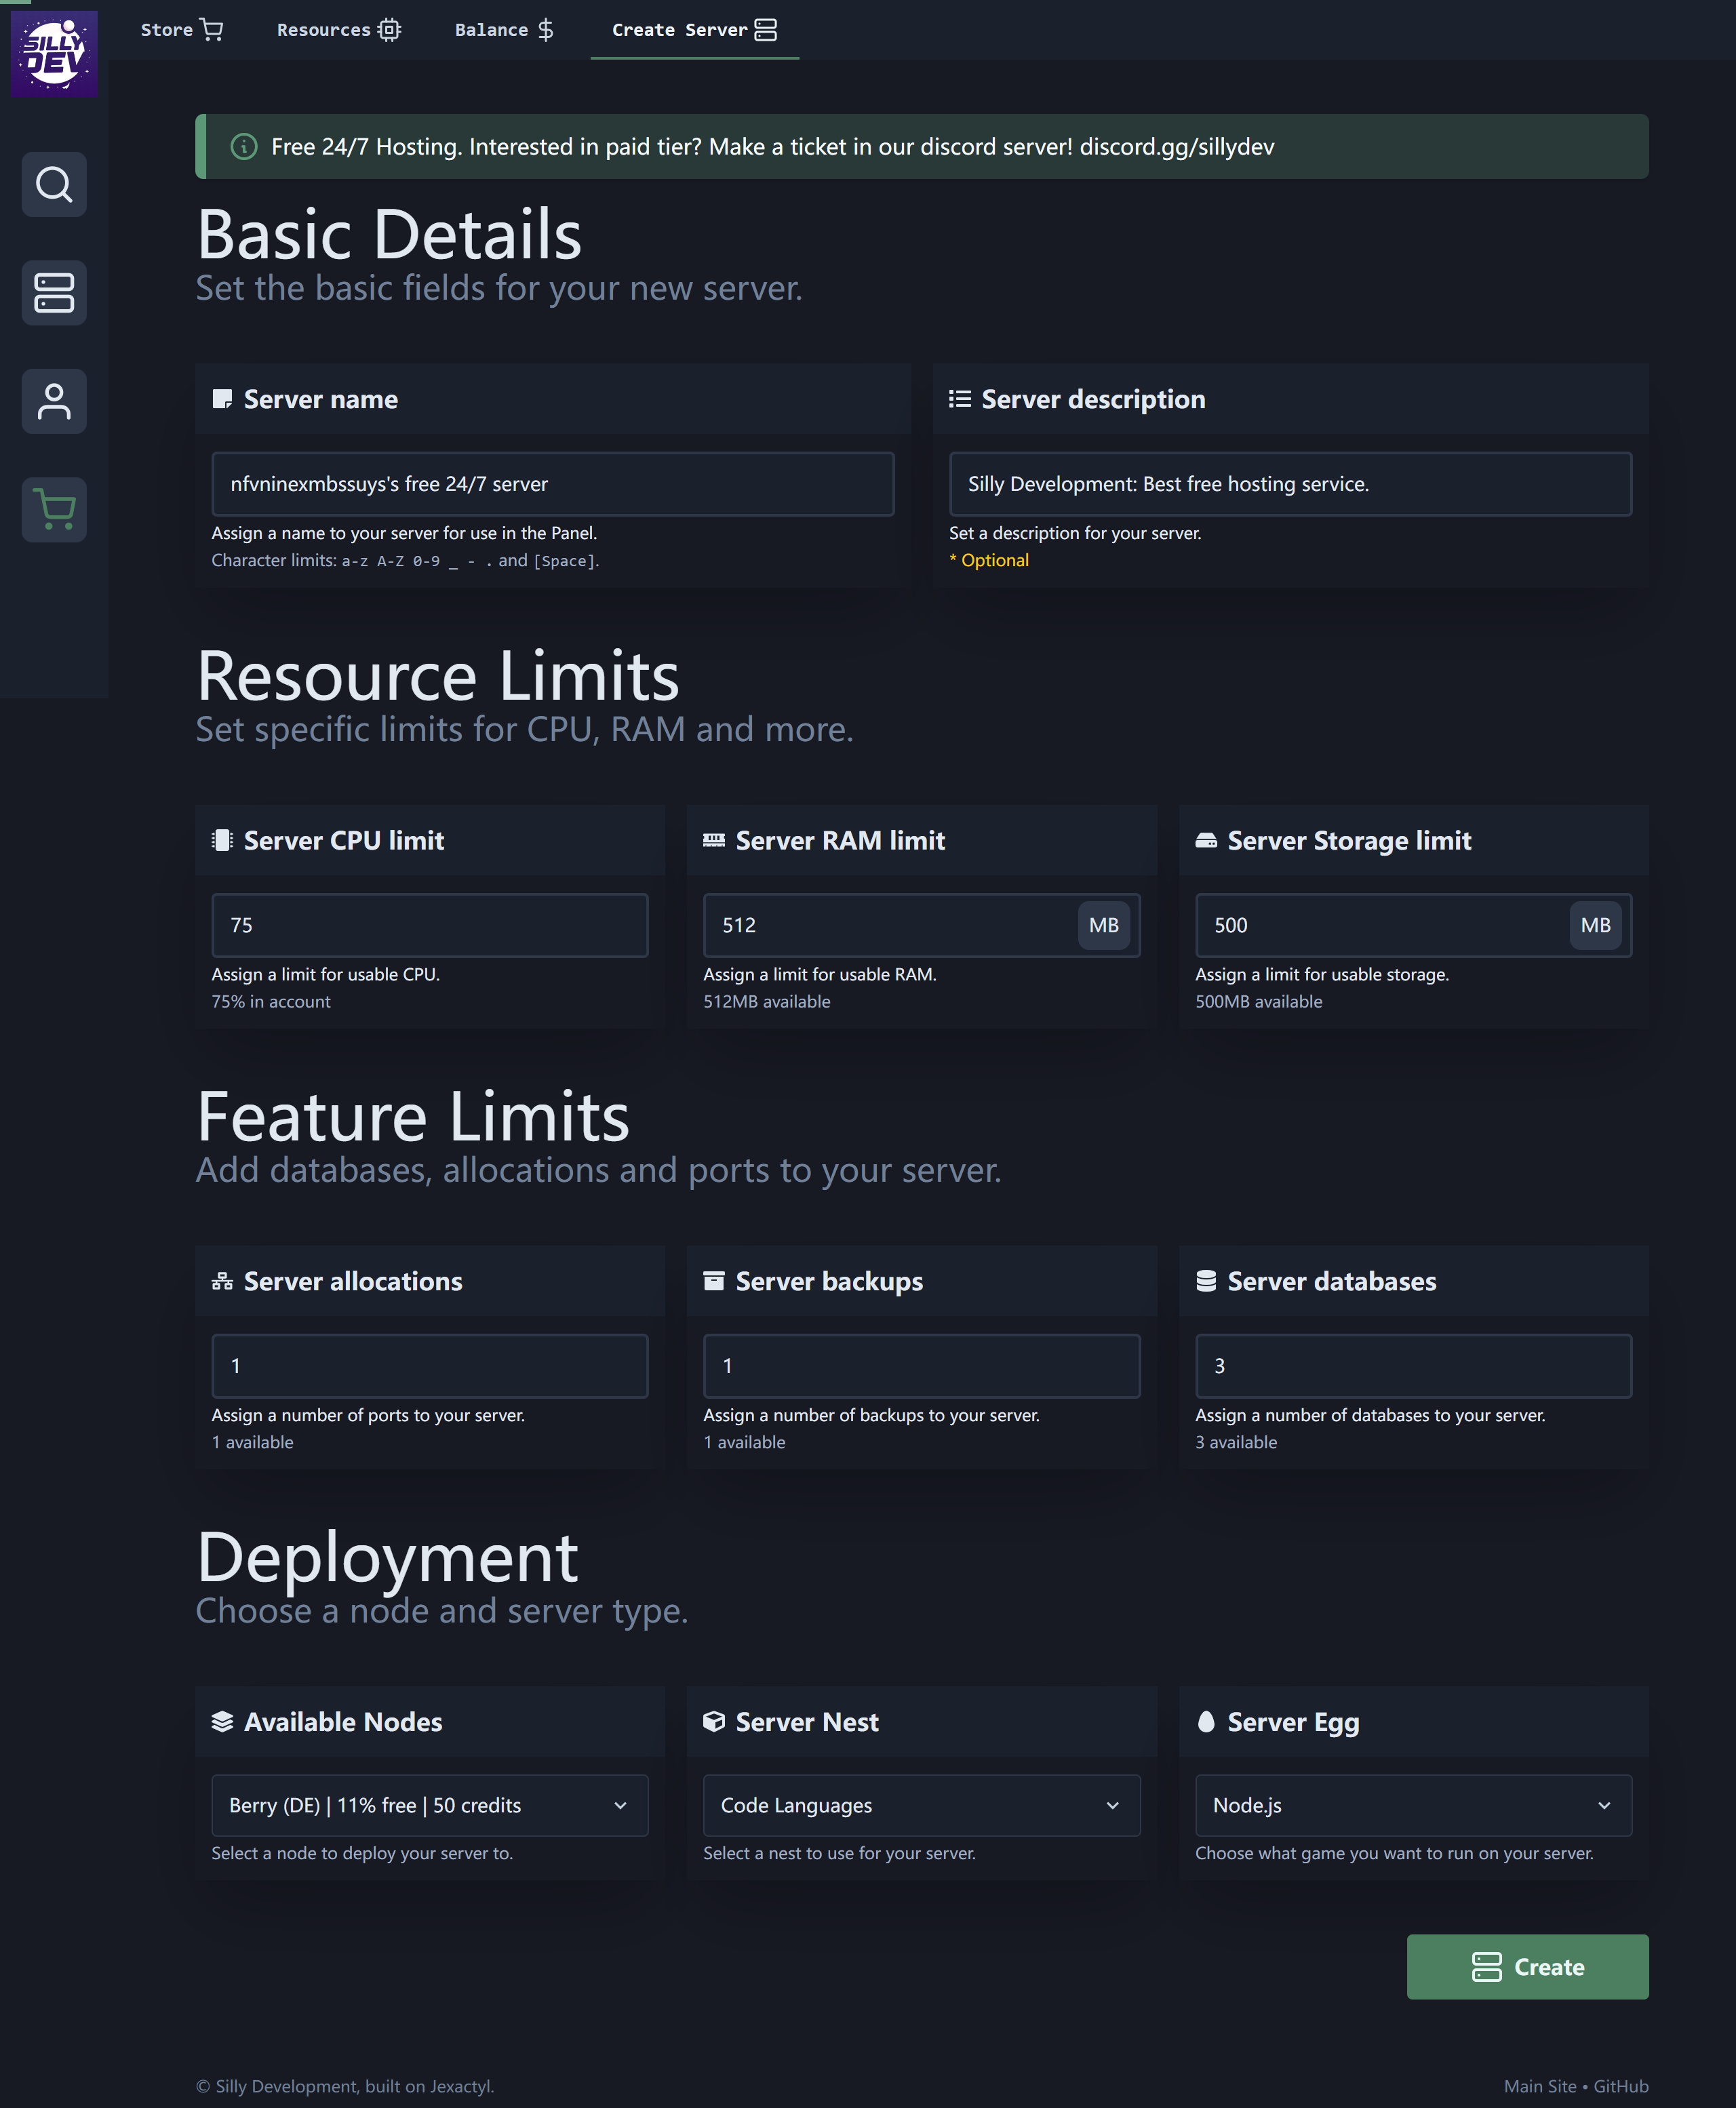 SILLY
DEV
Store
Resources
Balance
Create Server
Free 24/7 Hosting. Interested in paid tier? Make a ticket in our discord server! discord.gg/sillydev
Basic Details
Set the basic fields for your new server.
Server name
nfvninexmbssuys's free 24/7 server
Assign a name to your server for use in the Panel.
Character limits: a-z A-Z 0-9 _ - . and [Space].
Server description
Silly Development: Best free hosting service.
Set a description for your server.
* Optional
Resource Limits
Set specific limits for CPU, RAM and more.
Server CPU limit
75
Assign a limit for usable CPU.
75% in account
Server RAM limit
512 MB
Assign a limit for usable RAM.
512MB available
Server Storage limit
500 MB
Assign a limit for usable storage.
500MB available
Feature Limits
Add databases, allocations and ports to your server.
Server allocations
1
Assign a number of ports to your server.
1 available
Server backups
1
Assign a number of backups to your server.
1 available
Server databases
3
Assign a number of databases to your server.
3 available
Deployment
Choose a node and server type.
Available Nodes
Berry (DE) | 11% free | 50 credits
Select a node to deploy your server to.
Server Nest
Code Languages
Select a nest to use for your server.
Server Egg
Node.js
Choose what game you want to run on your server.
Create
© Silly Development, built on Jexactyl.
Main Site • GitHub